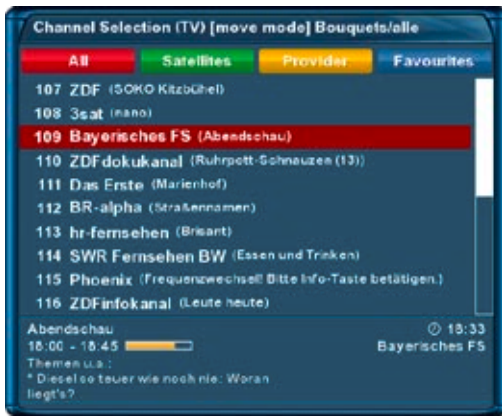 Channel Selection (TV) [move mode] Bouquets/alle
All Satellites Provider Favourites
107 ZDF (SOKO Kitzbühel)
108 3sat (nano)
109 Bayerisches FS (Abendschau)
110 ZDFdokukanal (Ruhrpott-Schnauzen (13))
111 Das Erste (Marienhof)
112 BR-alpha (Straßennamen)
113 hr-fernsehen (Brisant)
114 SWR Fernsehen BW (Essen und Trinken)
115 Phoenix (Frequenzwechsel! Bitte Info-Taste betätigen.)
116 ZDFinfokanal (Leute heute)
Abendschau 18:33
18:00 - 18:45 Bayerisches FS
Themen u.a.:
* Diesel so teuer wie noch nie: Woran
liegt's?